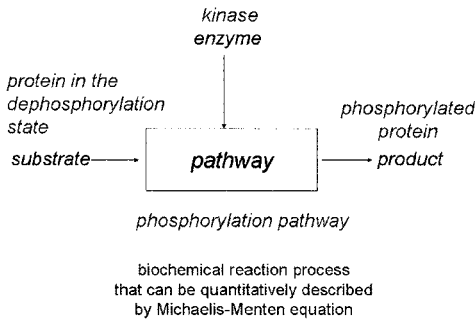 kinase
enzyme
protein in the
dephosphorylation
state
substrate
pathway
phosphorylated
protein
product
phosphorylation pathway
biochemical reaction process
that can be quantitatively described
by Michaelis-Menten equation